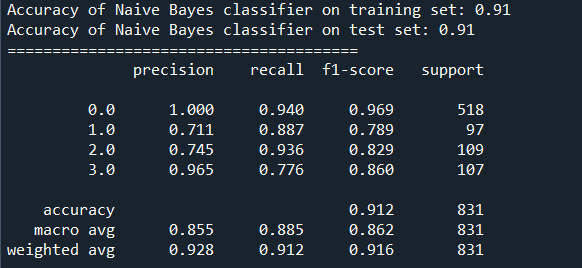 Accuracy of Naive Bayes classifier on training set: 0.91
Accuracy of Naive Bayes classifier on test set: 0.91
=======================================
precision recall f1-score support
0.0 1.000 0.940 0.969 518
1.0 0.711 0.887 0.789 97
2.0 0.745 0.936 0.829 109
3.0 0.965 0.776 0.860 107
accuracy 0.912 831
macro avg 0.855 0.885 0.862 831
weighted avg 0.928 0.912 0.916 831